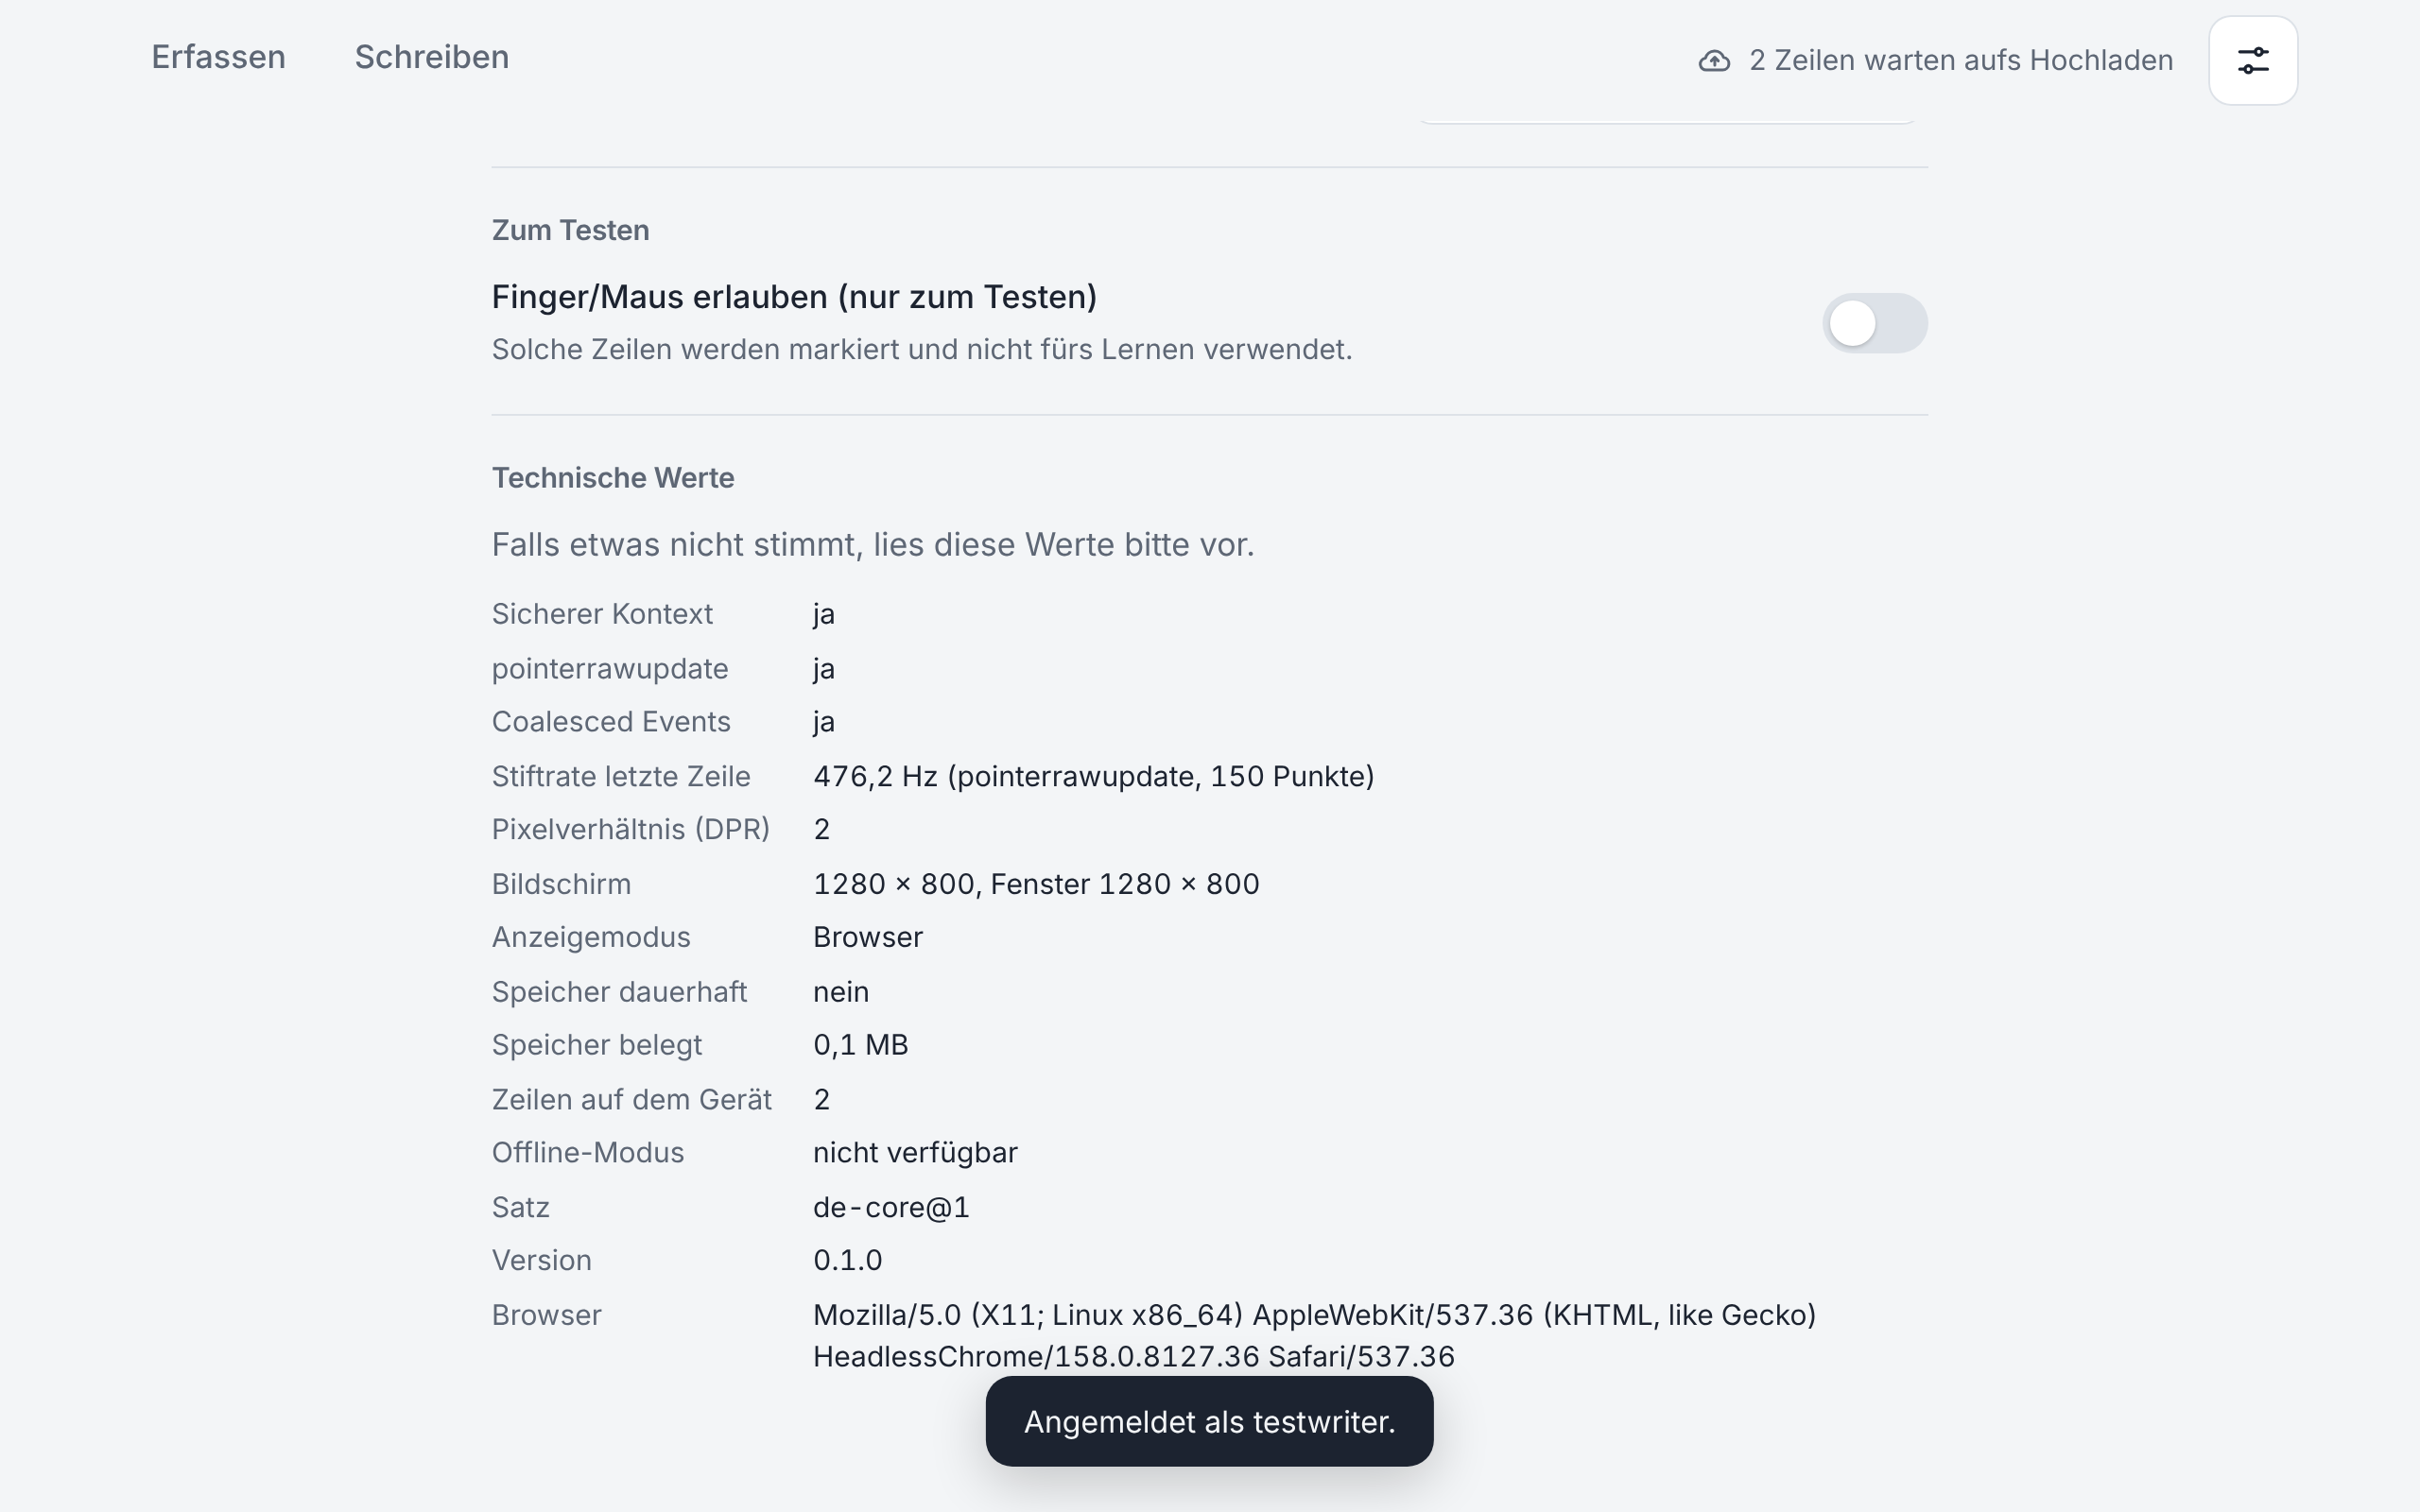 Erfassen Schreiben 2 Zeilen warten aufs Hochladen
Zum Testen
Finger/Maus erlauben (nur zum Testen)
Solche Zeilen werden markiert und nicht fürs Lernen verwendet.
Technische Werte
Falls etwas nicht stimmt, lies diese Werte bitte vor.
Sicherer Kontext ja
pointerrawupdate ja
Coalesced Events ja
Stiftrate letzte Zeile 476,2 Hz (pointerrawupdate, 150 Punkte)
Pixelverhältnis (DPR) 2
Bildschirm 1280 × 800, Fenster 1280 × 800
Anzeigemodus Browser
Speicher dauerhaft nein
Speicher belegt 0,1 MB
Zeilen auf dem Gerät 2
Offline-Modus nicht verfügbar
Satz de-core@1
Version 0.1.0
Browser Mozilla/5.0 (X11; Linux x86_64) AppleWebKit/537.36 (KHTML, like Gecko)
HeadlessChrome/158.0.8127.36 Safari/537.36
Angemeldet als testwriter.